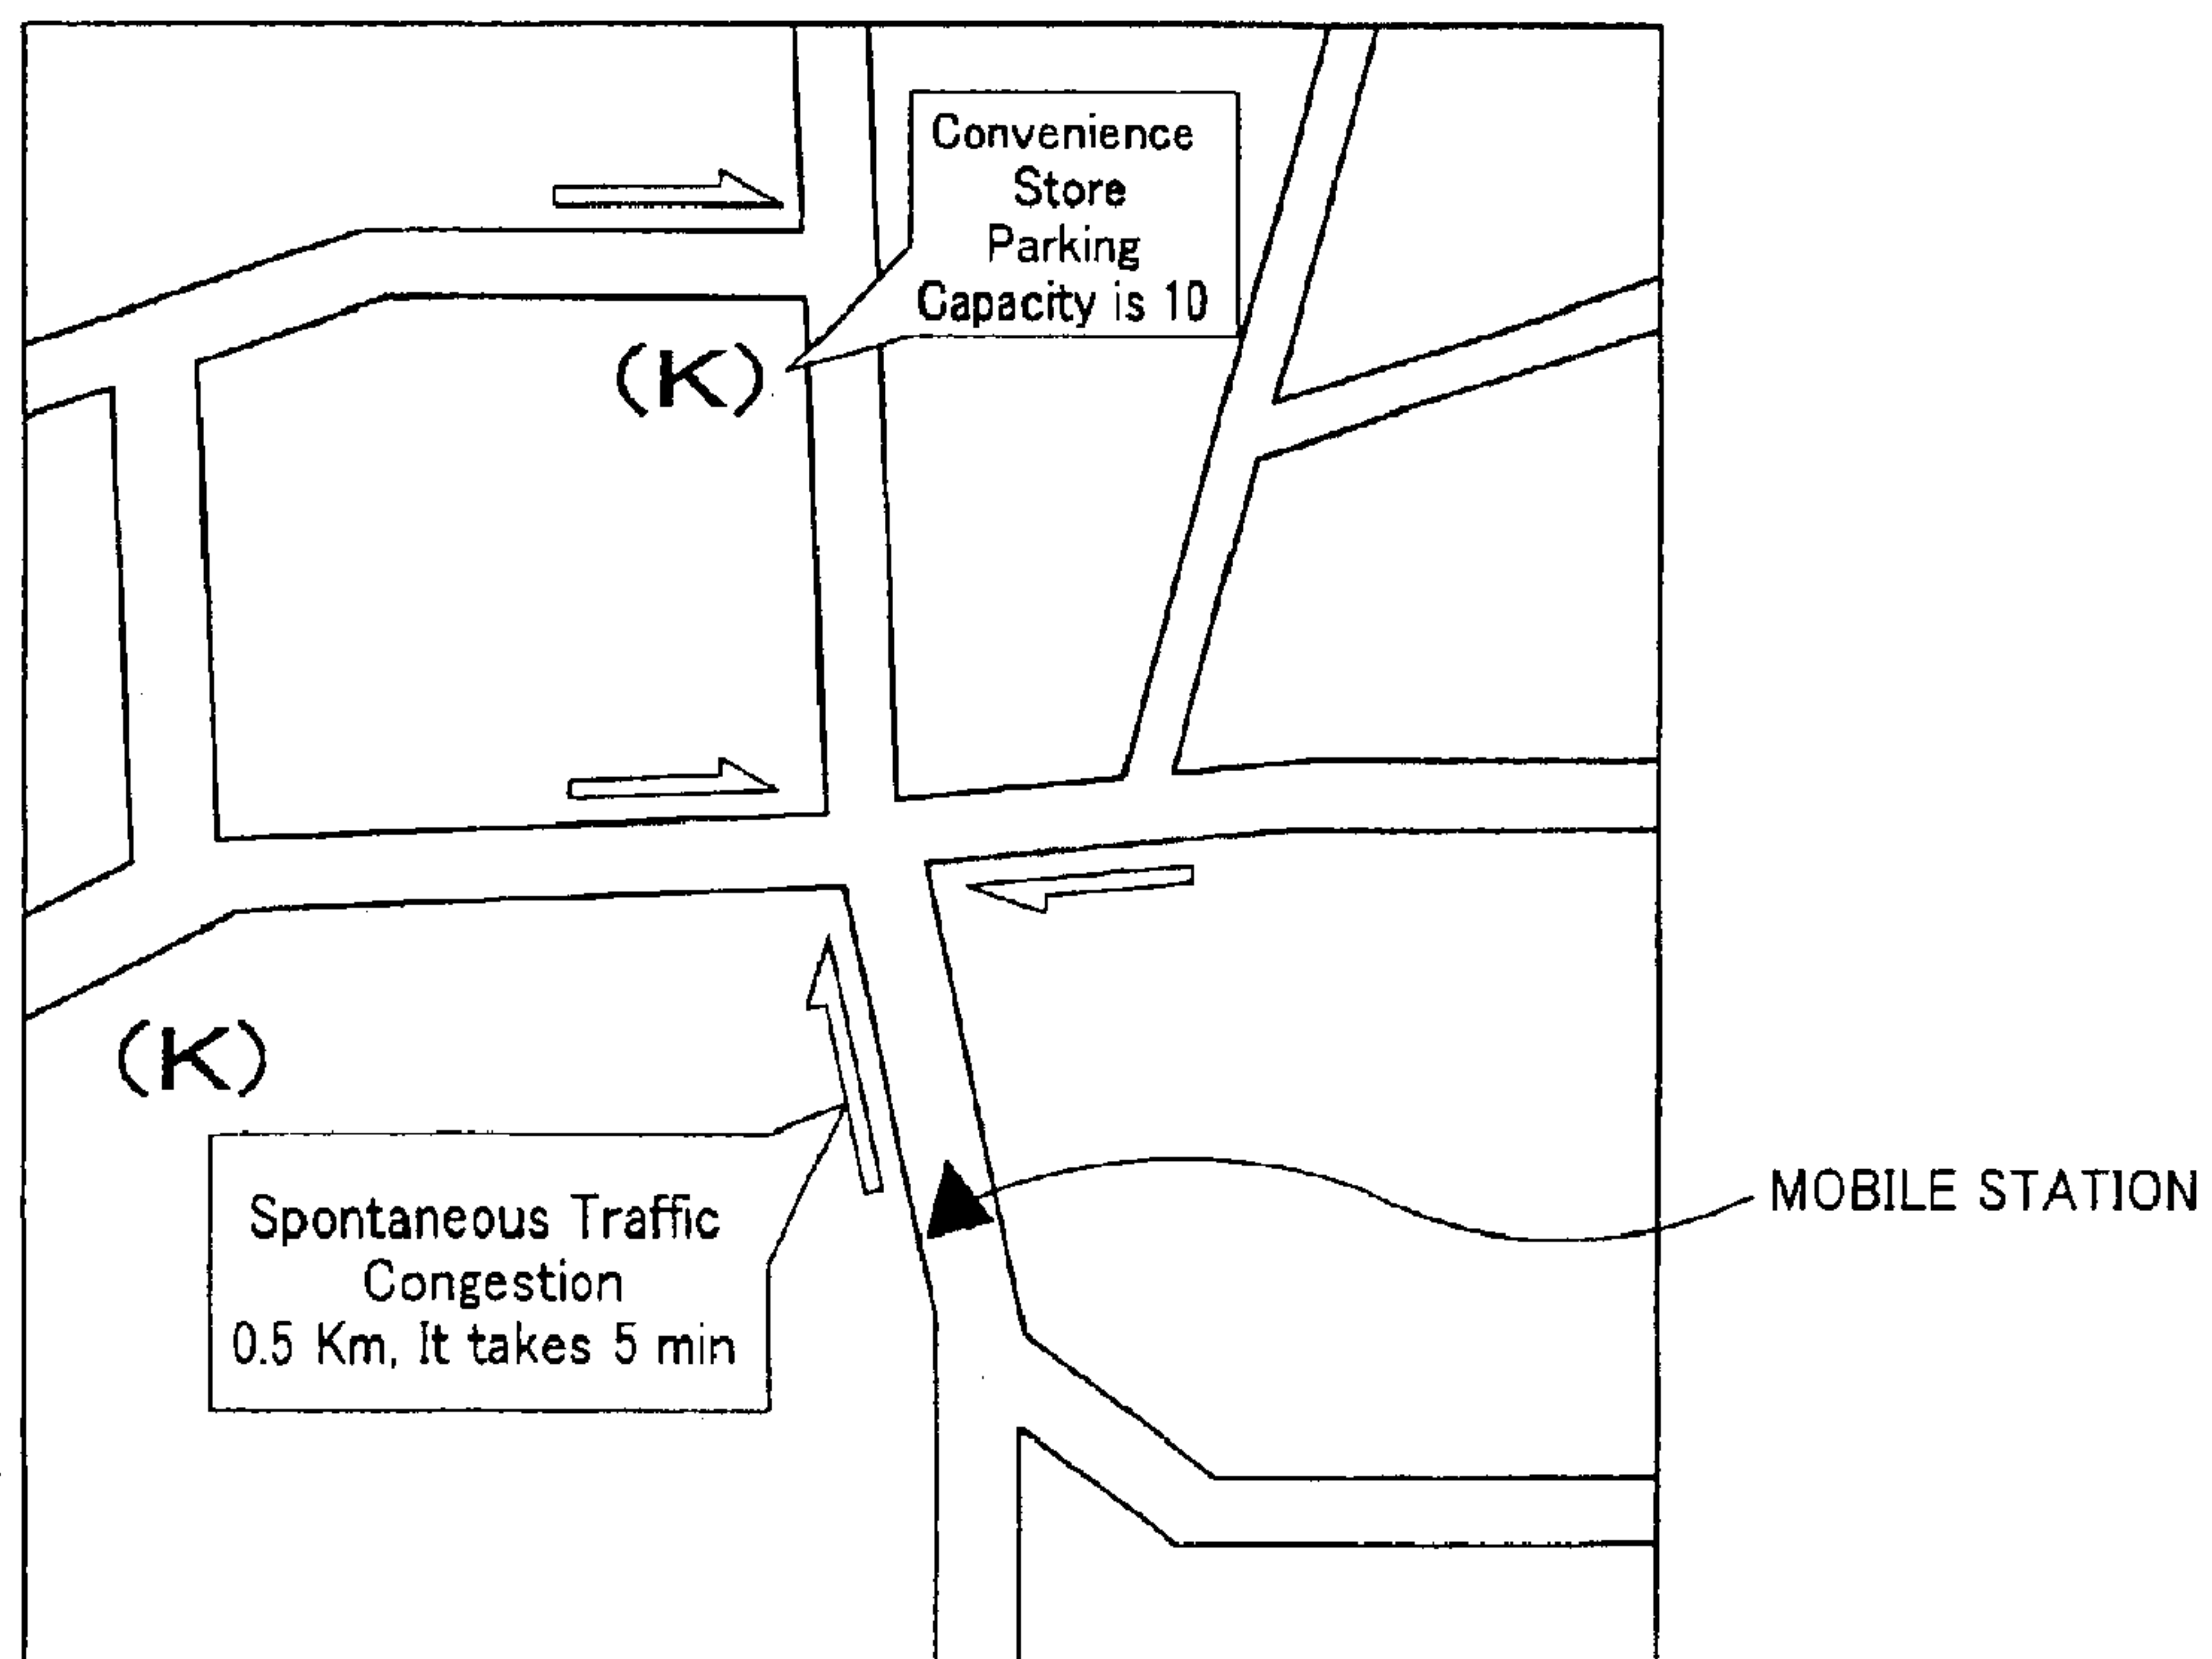 Convenience
Store
Parking
Capacity is 10
(K)
(K)
Spontaneous Traffic
Congestion
0.5 Km, It takes 5 min
MOBILE STATION